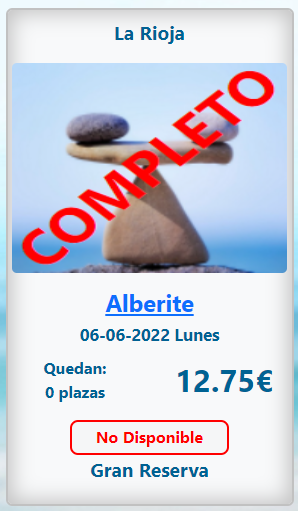 La Rioja
COMPLETO
Alberite
06-06-2022 Lunes
Quedan:
0 plazas
12.75€
No Disponible
Gran Reserva